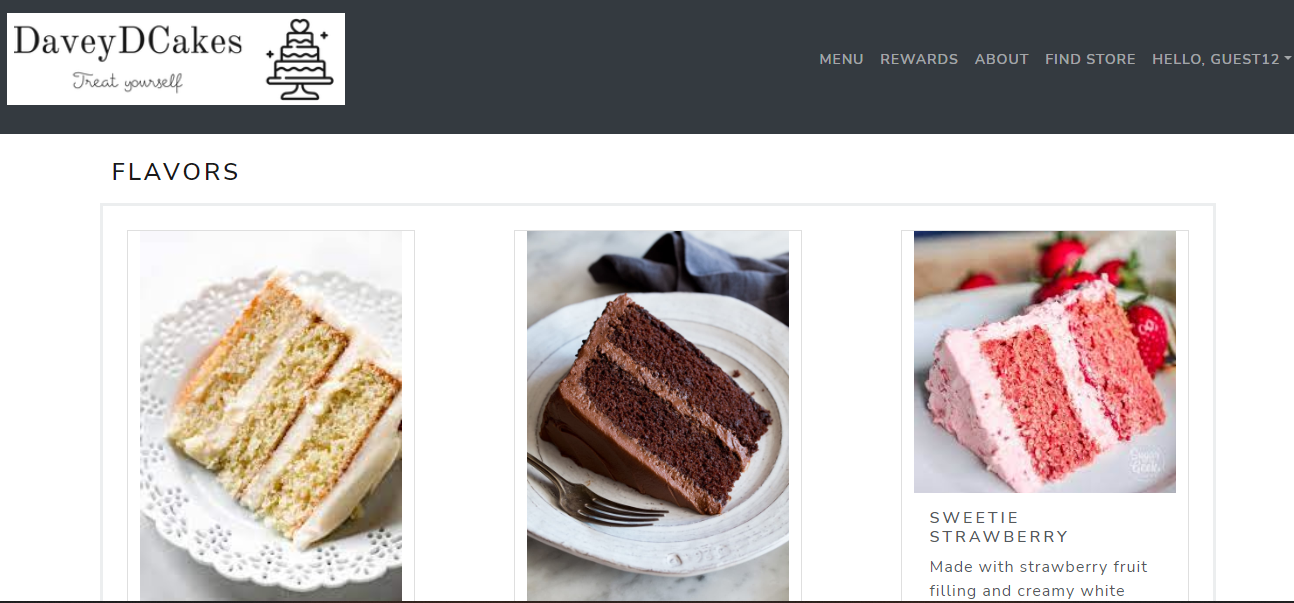 DaveyDCakes
Treat yourself
MENU REWARDS ABOUT FIND STORE HELLO, GUEST12
FLAVORS
Sugar
Geek
SWEETIE
STRAWBERRY
Made with strawberry fruit
filling and creamy white